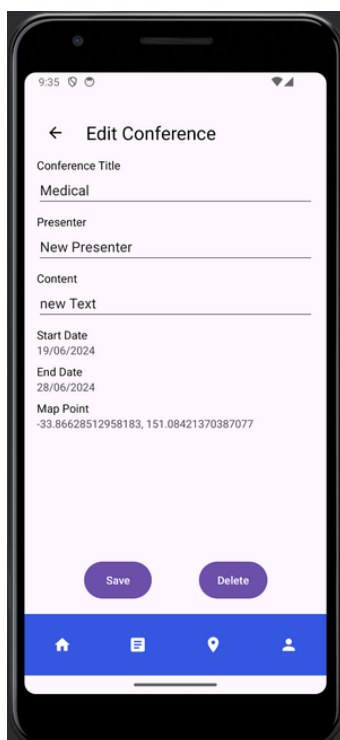 9:35
Edit Conference
Conference Title
Medical
Presenter
New Presenter
Content
new Text
Start Date
19/06/2024
End Date
28/06/2024
Map Point
-33.86628512958183, 151.08421370387077
Save Delete